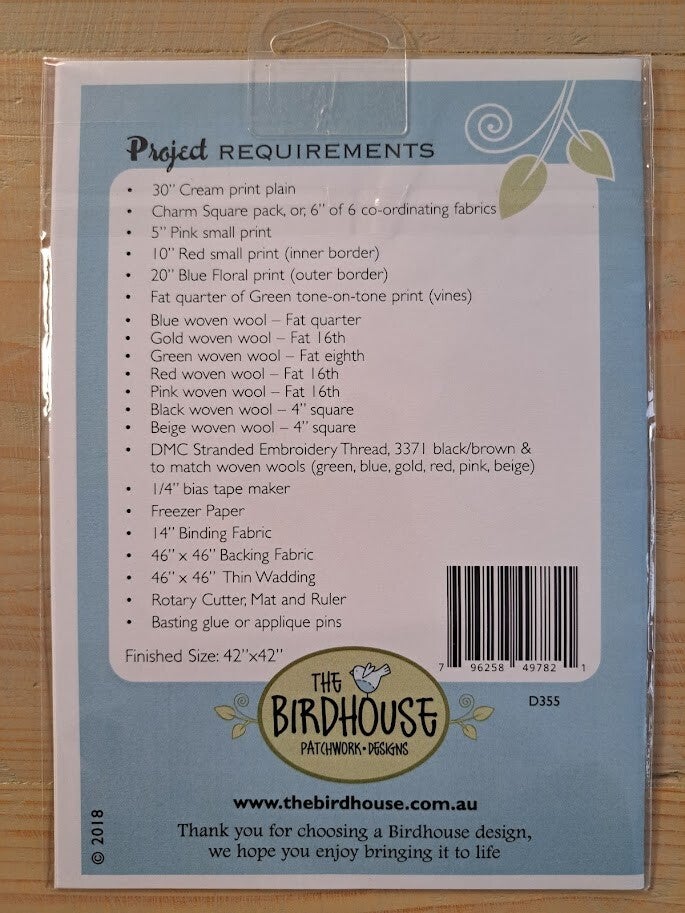 Project REQUIREMENTS
• 30" Cream print plain
• Charm Square pack, or, 6" of 6 co-ordinating fabrics
• 5" Pink small print
• 10" Red small print (inner border)
• 20" Blue Floral print (outer border)
• Fat quarter of Green tone-on-tone print (vines)
• Blue woven wool – Fat quarter
• Gold woven wool – Fat 16th
• Green woven wool – Fat eighth
• Red woven wool – Fat 16th
• Pink woven wool – Fat 16th
• Black woven wool – 4" square
• Beige woven wool – 4" square
• DMC Stranded Embroidery Thread, 3371 black/brown &
to match woven wools (green, blue, gold, red, pink, beige)
• 1/4" bias tape maker
• Freezer Paper
• 14" Binding Fabric
• 46" x 46" Backing Fabric
• 46" x 46" Thin Wadding
• Rotary Cutter, Mat and Ruler
• Basting glue or applique pins
Finished Size: 42"x42"
7 96258 49782 1
D355
THE
BIRDHOUSE
PATCHWORK • DESIGNS
www.thebirdhouse.com.au
Thank you for choosing a Birdhouse design,
we hope you enjoy bringing it to life
© 2018